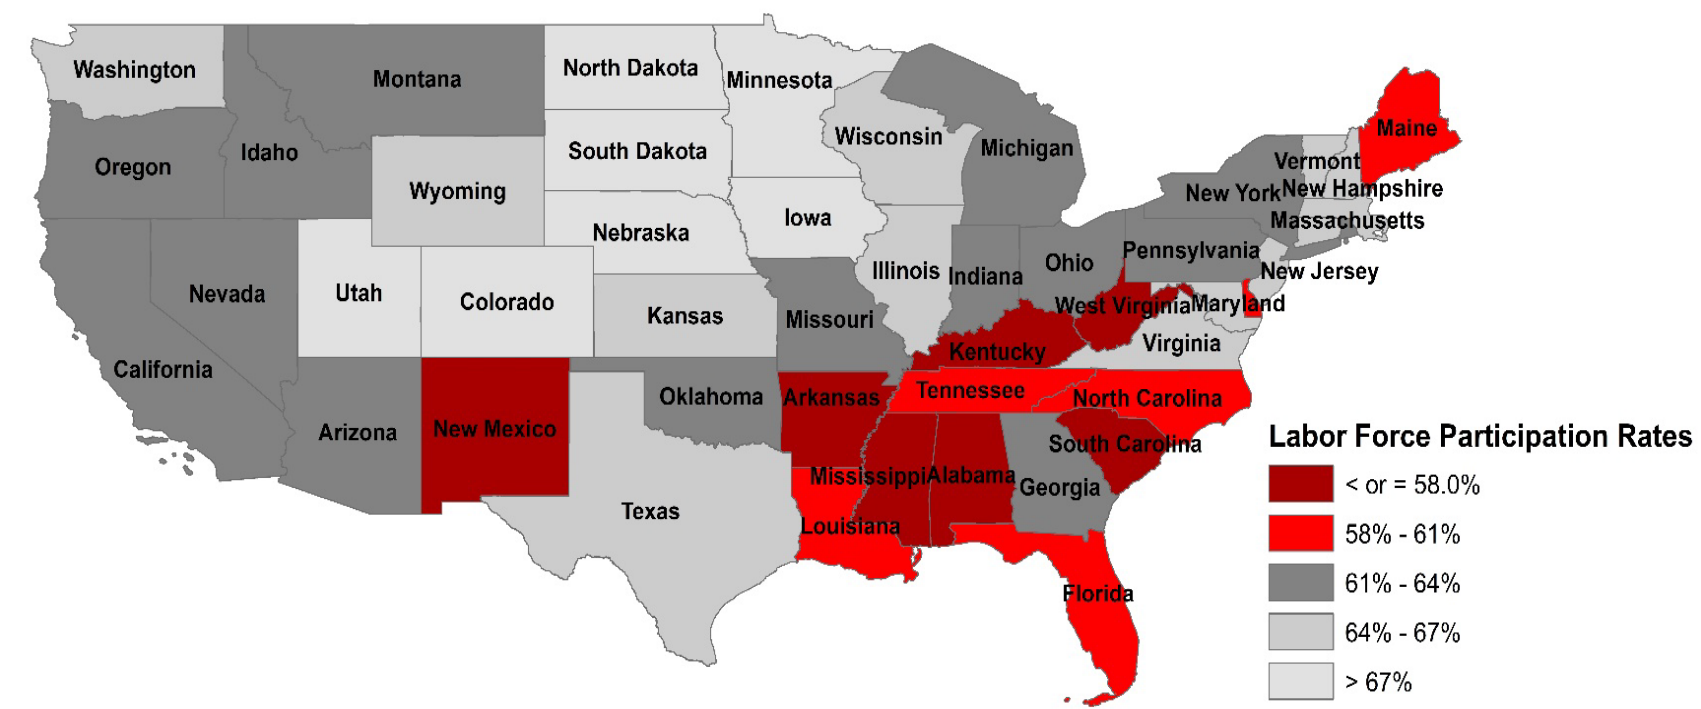 Washington
Montana
North Dakota
Minnesota
Maine
Oregon
Idaho
Wyoming
South Dakota
Wisconsin
Michigan
Vermont
New York
New Hampshire
Massachusetts
Nebraska
Iowa
Illinois
Indiana
Ohio
Pennsylvania
New Jersey
Nevada
Utah
Colorado
Kansas
Missouri
West Virginia
Maryland
Virginia
California
Kentucky
Arizona
New Mexico
Oklahoma
Arkansas
Tennessee
North Carolina
South Carolina
Texas
Louisiana
Mississippi
Alabama
Georgia
Florida
Labor Force Participation Rates
< or = 58.0%
58% - 61%
61% - 64%
64% - 67%
> 67%